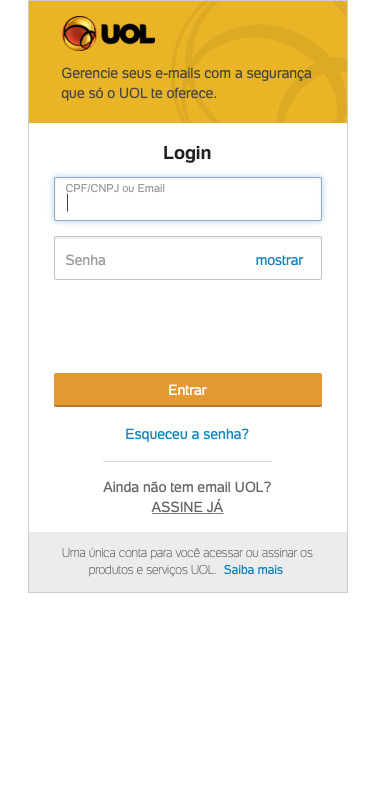 UOL
Gerencie seus e-mails com a segurança
que só o UOL te oferece.
Login
CPF/CNPJ ou Email
Senha mostrar
Entrar
Esqueceu a senha?
Ainda não tem email UOL?
ASSINE JÁ
Uma única conta para você acessar ou assinar os
produtos e serviços UOL. Saiba mais